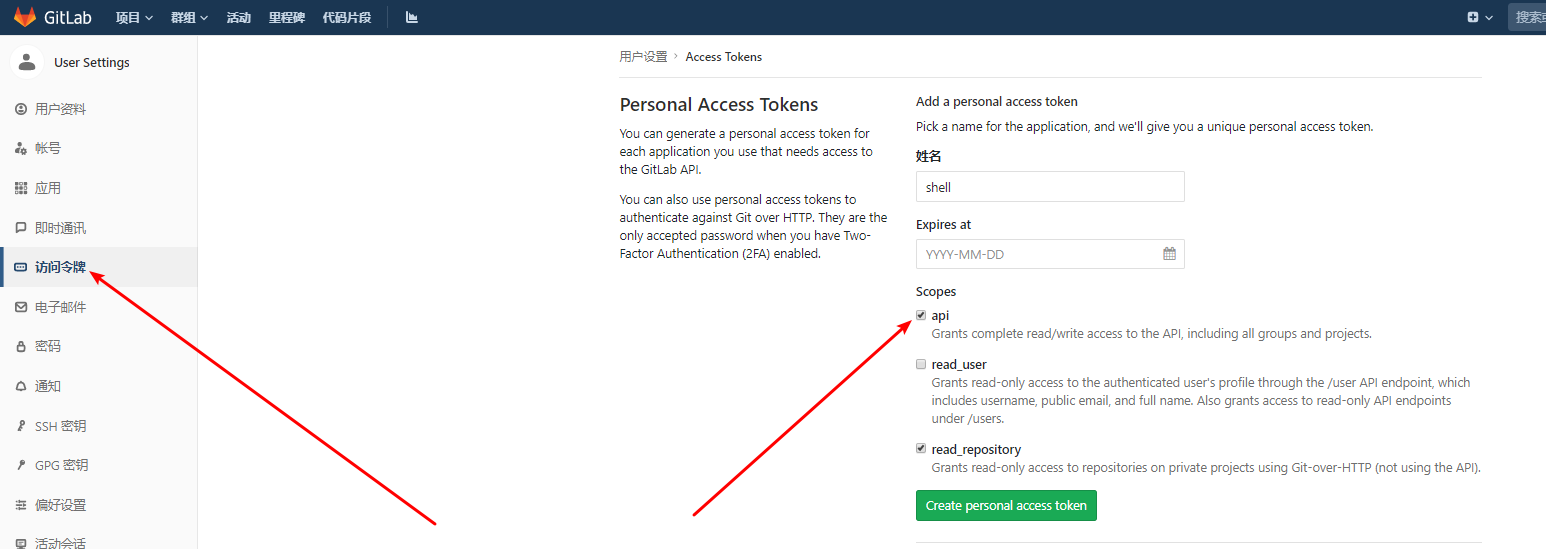 GitLab 项目 群组 活动 里程碑 代码片段
User Settings
用户资料
帐号
应用
即时通讯
访问令牌
电子邮件
密码
通知
SSH 密钥
GPG 密钥
偏好设置
活动会话
用户设置 › Access Tokens
Personal Access Tokens
You can generate a personal access token for
each application you use that needs access to
the GitLab API.
You can also use personal access tokens to
authenticate against Git over HTTP. They are the
only accepted password when you have Two-
Factor Authentication (2FA) enabled.
Add a personal access token
Pick a name for the application, and we'll give you a unique personal access token.
姓名
shell
Expires at
YYYY-MM-DD
Scopes
api
Grants complete read/write access to the API, including all groups and projects.
read_user
Grants read-only access to the authenticated user's profile through the /user API endpoint, which
includes username, public email, and full name. Also grants access to read-only API endpoints
under /users.
read_repository
Grants read-only access to repositories on private projects using Git-over-HTTP (not using the API).
Create personal access token
搜索